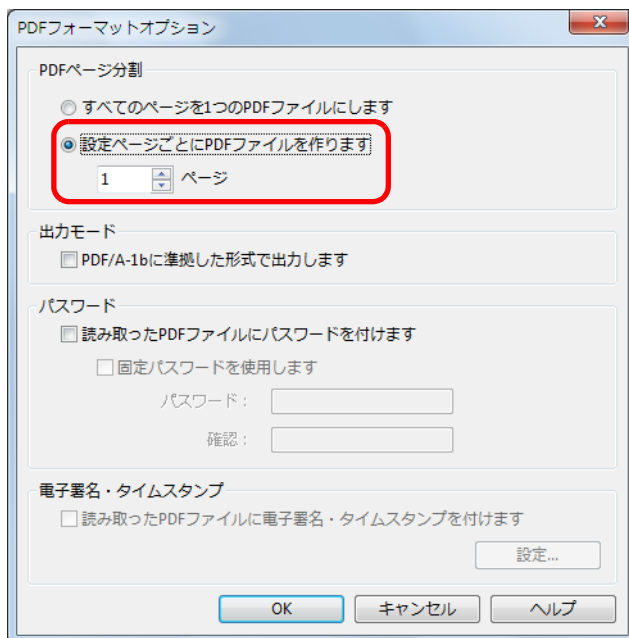 PDFフォーマットオプション
PDFページ分割
すべてのページを1つのPDFファイルにします
設定ページごとにPDFファイルを作ります
1 ページ
出力モード
PDF/A-1bに準拠した形式で出力します
パスワード
読み取ったPDFファイルにパスワードを付けます
固定パスワードを使用します
パスワード：
確認：
電子署名・タイムスタンプ
読み取ったPDFファイルに電子署名・タイムスタンプを付けます
設定...
OK キャンセル ヘルプ